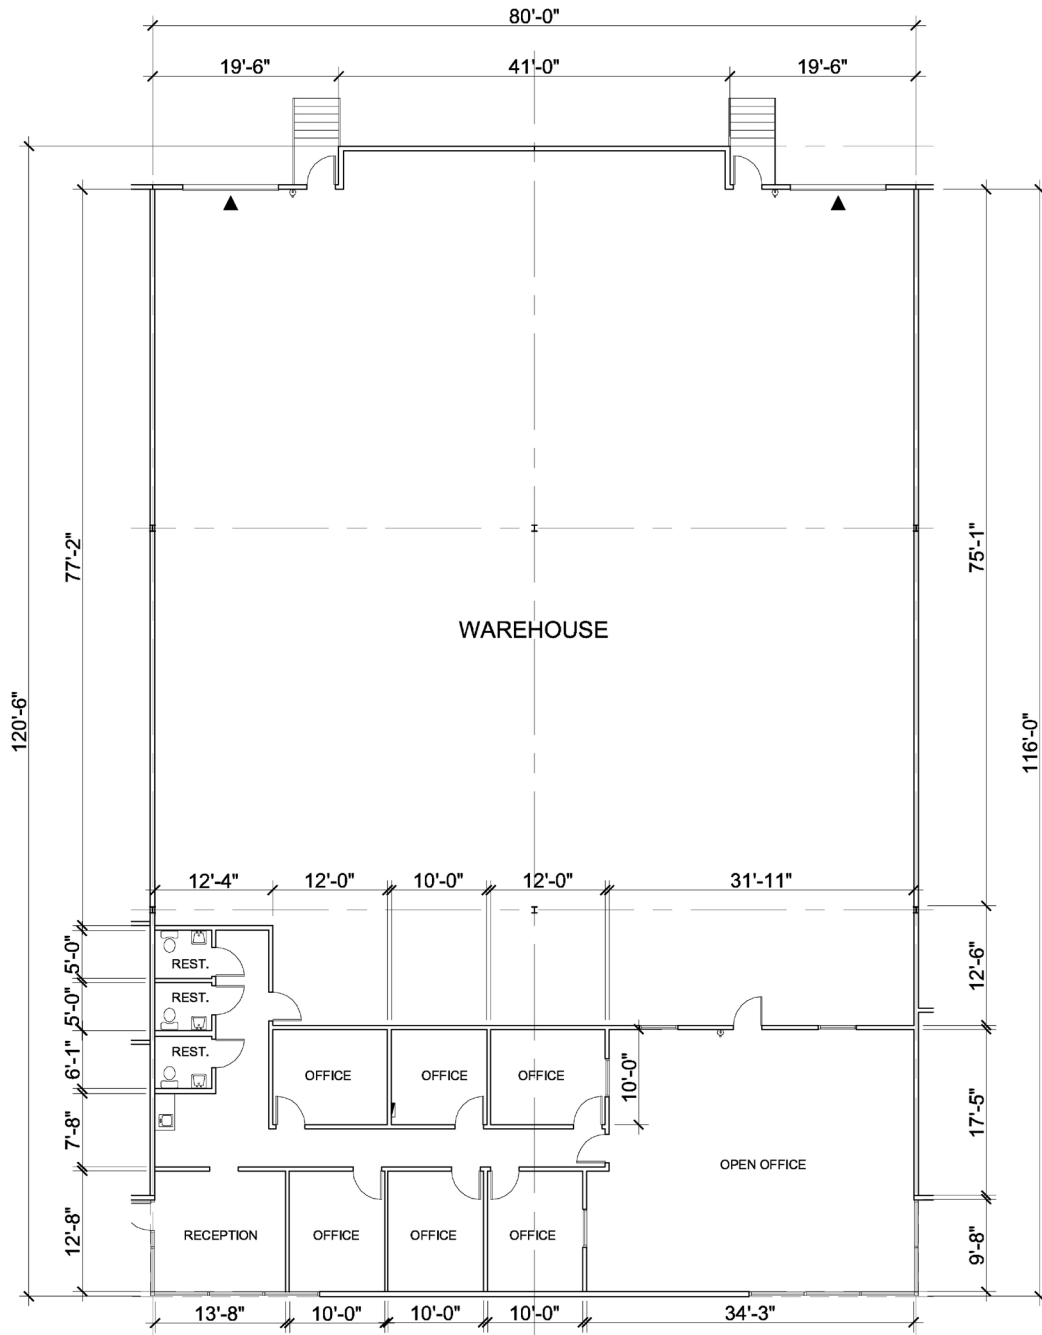 80'-0"
19'-6"
41'-0"
19'-6"
77'-2"
75'-1"
WAREHOUSE
120'-6"
116'-0"
12'-4"
12'-0"
10'-0"
12'-0"
31'-11"
5'-0"
REST.
12'-6"
5'-0"
REST.
6'-1"
REST.
OFFICE
OFFICE
OFFICE
10'-0"
17'-5"
7'-8"
OPEN OFFICE
12'-8"
RECEPTION
OFFICE
OFFICE
OFFICE
9'-8"
13'-8"
10'-0"
10'-0"
10'-0"
34'-3"